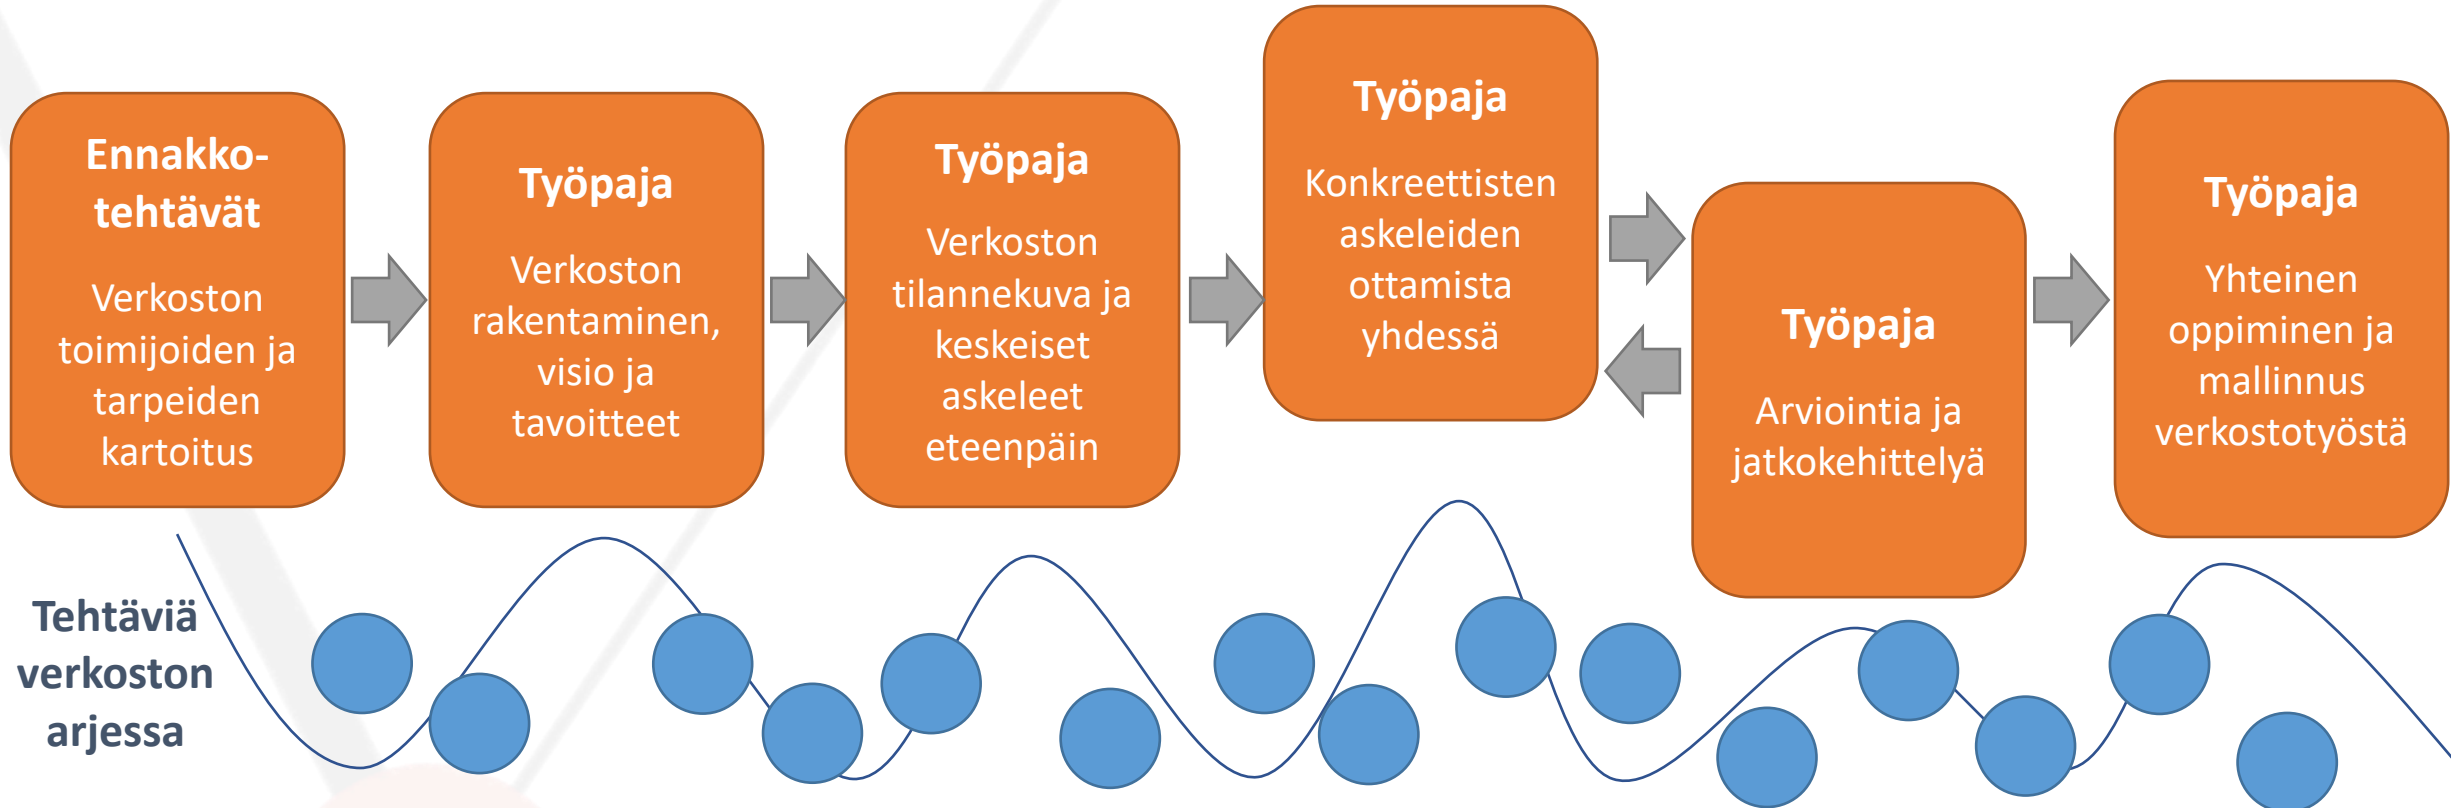 Ennakko-
tehtävät
Verkoston
toimijoiden ja
tarpeiden
kartoitus
Työpaja
Verkoston
rakentaminen,
visio ja
tavoitteet
Työpaja
Verkoston
tilannekuva ja
keskeiset
askeleet
eteenpäin
Työpaja
Konkreettisten
askeleiden
ottamista
yhdessä
Työpaja
Arviointia ja
jatkokehittelyä
Työpaja
Yhteinen
oppiminen ja
mallinnus
verkostotyöstä
Tehtäviä
verkoston
arjessa